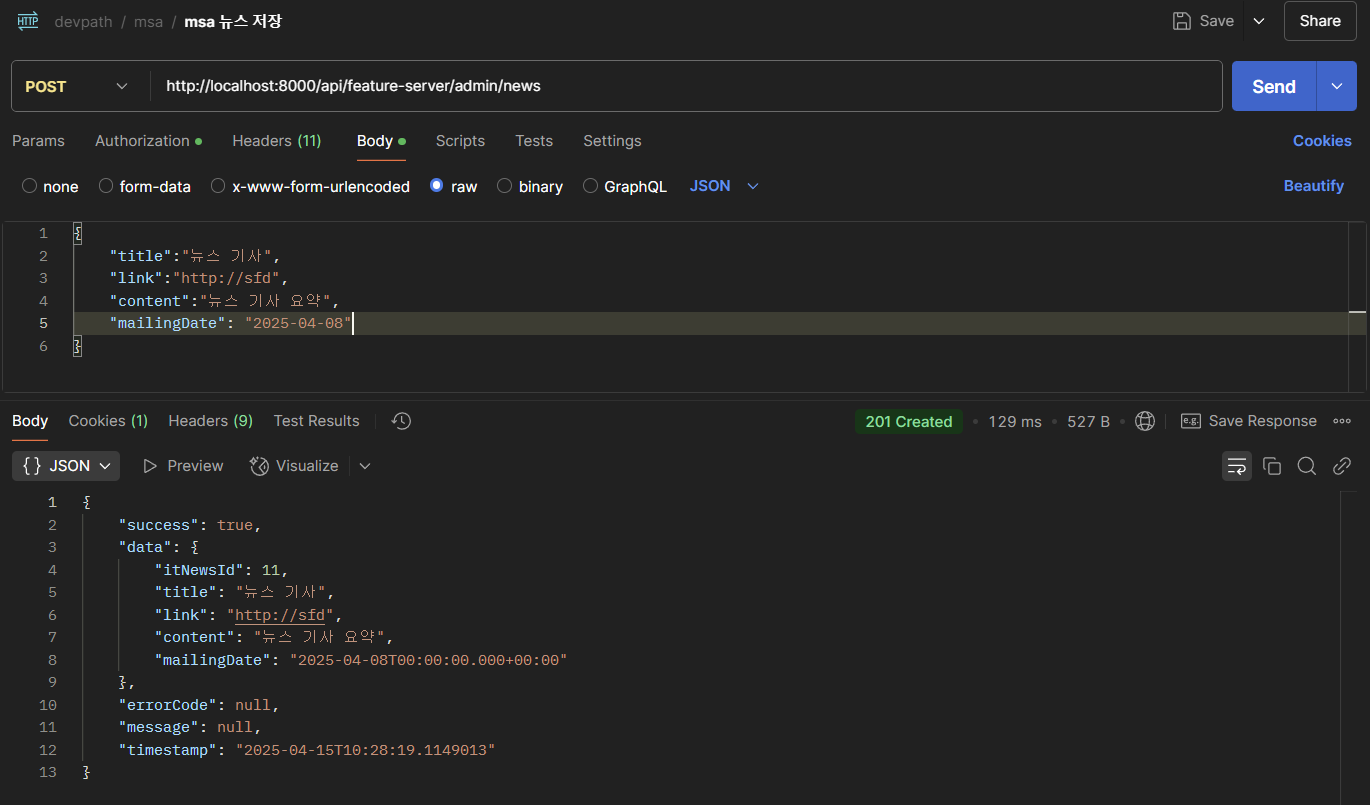 HTTP devpath / msa / msa 뉴스 저장 Save Share
POST http://localhost:8000/api/feature-server/admin/news Send
Params Authorization Headers (11) Body Scripts Tests Settings Cookies
none form-data x-www-form-urlencoded raw binary GraphQL JSON Beautify
1 {
2 "title":"뉴스 기사",
3 "link":"http://sfd",
4 "content":"뉴스 기사 요약",
5 "mailingDate": "2025-04-08"
6 }
Body Cookies (1) Headers (9) Test Results 201 Created • 129 ms • 527 B • e.g. Save Response
{} JSON Preview Visualize
1 {
2 "success": true,
3 "data": {
4 "itNewsId": 11,
5 "title": "뉴스 기사",
6 "link": "http://sfd",
7 "content": "뉴스 기사 요약",
8 "mailingDate": "2025-04-08T00:00:00.000+00:00"
9 },
10 "errorCode": null,
11 "message": null,
12 "timestamp": "2025-04-15T10:28:19.1149013"
13 }